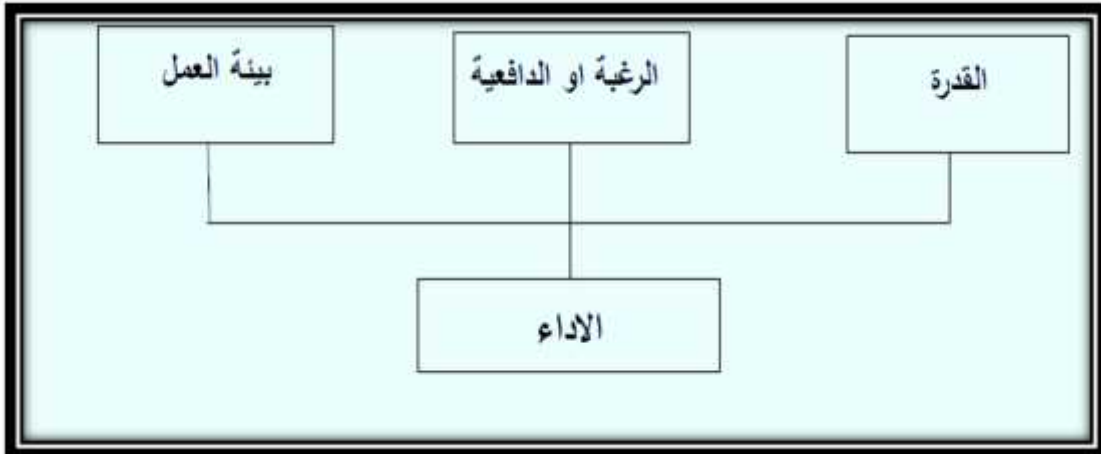 القدرة
الرغبة او الدافعية
بيئة العمل
الاداء